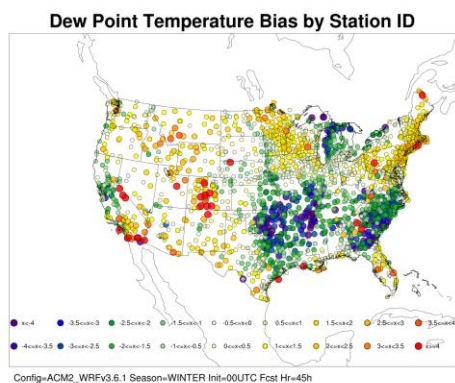 Dew Point Temperature Bias by Station ID
x<-4 -3.5<=x<-3 -2.5<=x<-2 -1.5<=x<-1 -0.5<=x<0 0.5<=x<1 1.5<=x<2 2.5<=x<3 3.5<=x<4
-4<=x<-3.5 -3<=x<-2.5 -2<=x<-1.5 -1<=x<-0.5 0<=x<0.5 1<=x<1.5 2<=x<2.5 3<=x<3.5 x>=4
Config=ACM2_WRFv3.6.1 Season=WINTER Init=00UTC Fcst Hr=45h